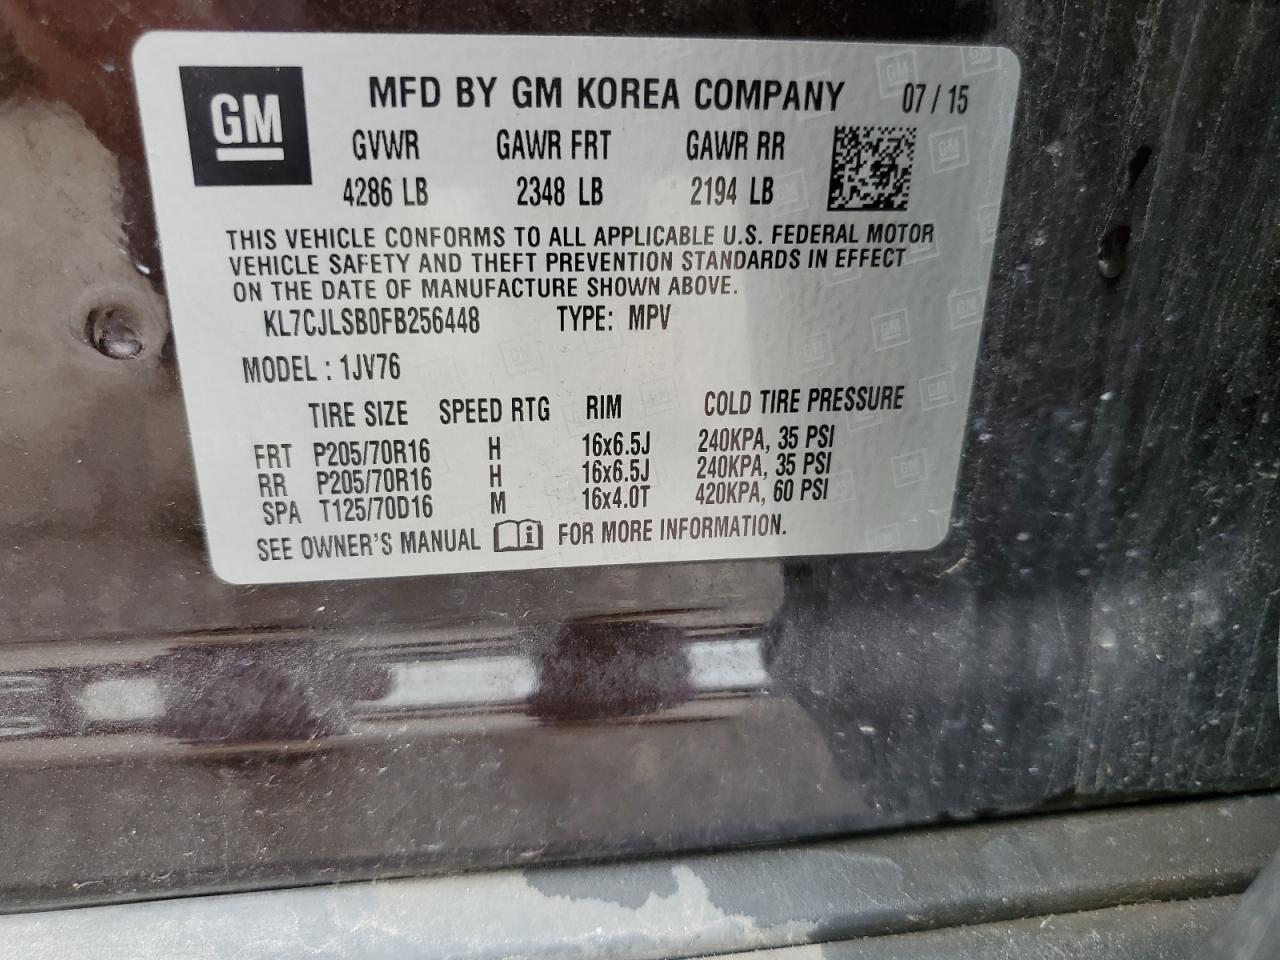 GM
MFD BY GM KOREA COMPANY 07 / 15
GVWR GAWR FRT GAWR RR
4286 LB 2348 LB 2194 LB
THIS VEHICLE CONFORMS TO ALL APPLICABLE U.S. FEDERAL MOTOR
VEHICLE SAFETY AND THEFT PREVENTION STANDARDS IN EFFECT
ON THE DATE OF MANUFACTURE SHOWN ABOVE.
KL7CJLSB0FB256448 TYPE: MPV
MODEL : 1JV76
TIRE SIZE SPEED RTG RIM COLD TIRE PRESSURE
FRT P205/70R16 H 16x6.5J 240KPA, 35 PSI
RR P205/70R16 H 16x6.5J 240KPA, 35 PSI
SPA T125/70D16 M 16x4.0T 420KPA, 60 PSI
SEE OWNER'S MANUAL FOR MORE INFORMATION.